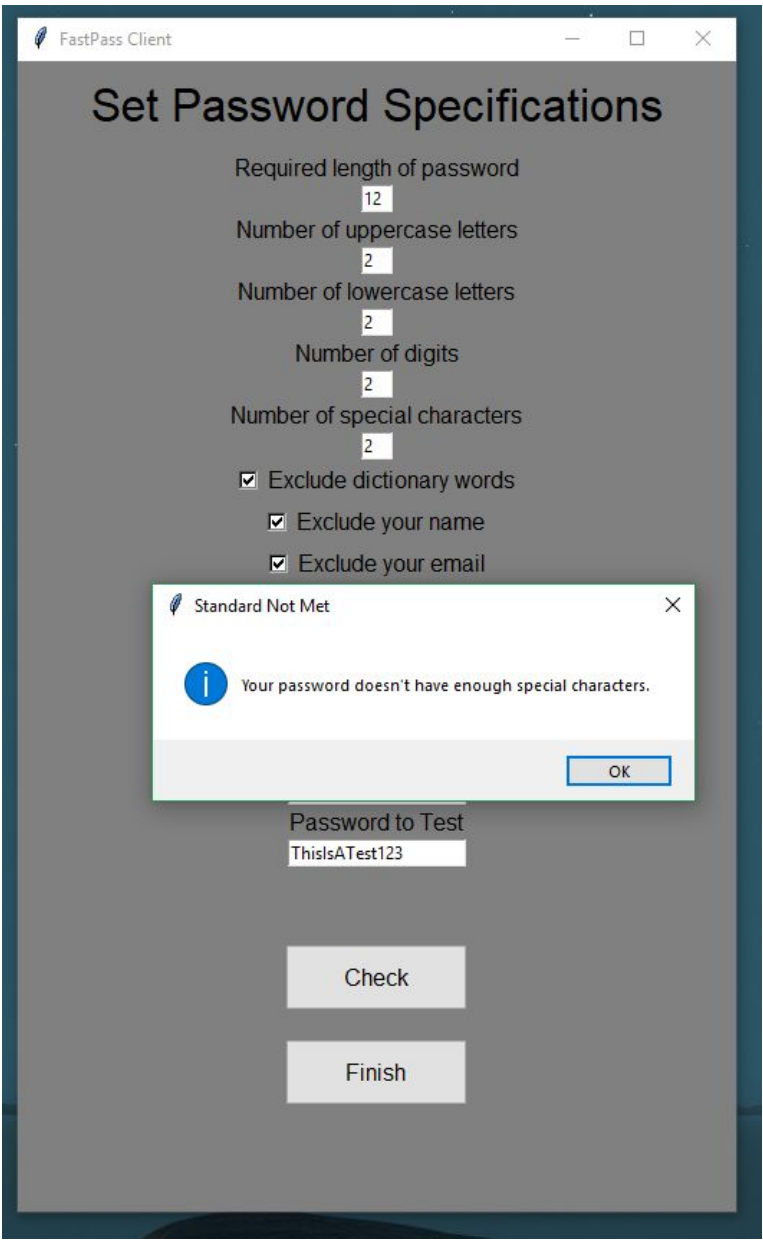 FastPass Client
Set Password Specifications
Required length of password
12
Number of uppercase letters
2
Number of lowercase letters
2
Number of digits
2
Number of special characters
2
Exclude dictionary words
Exclude your name
Exclude your email
Standard Not Met
Your password doesn't have enough special characters.
OK
Password to Test
ThisIsATest123
Check
Finish